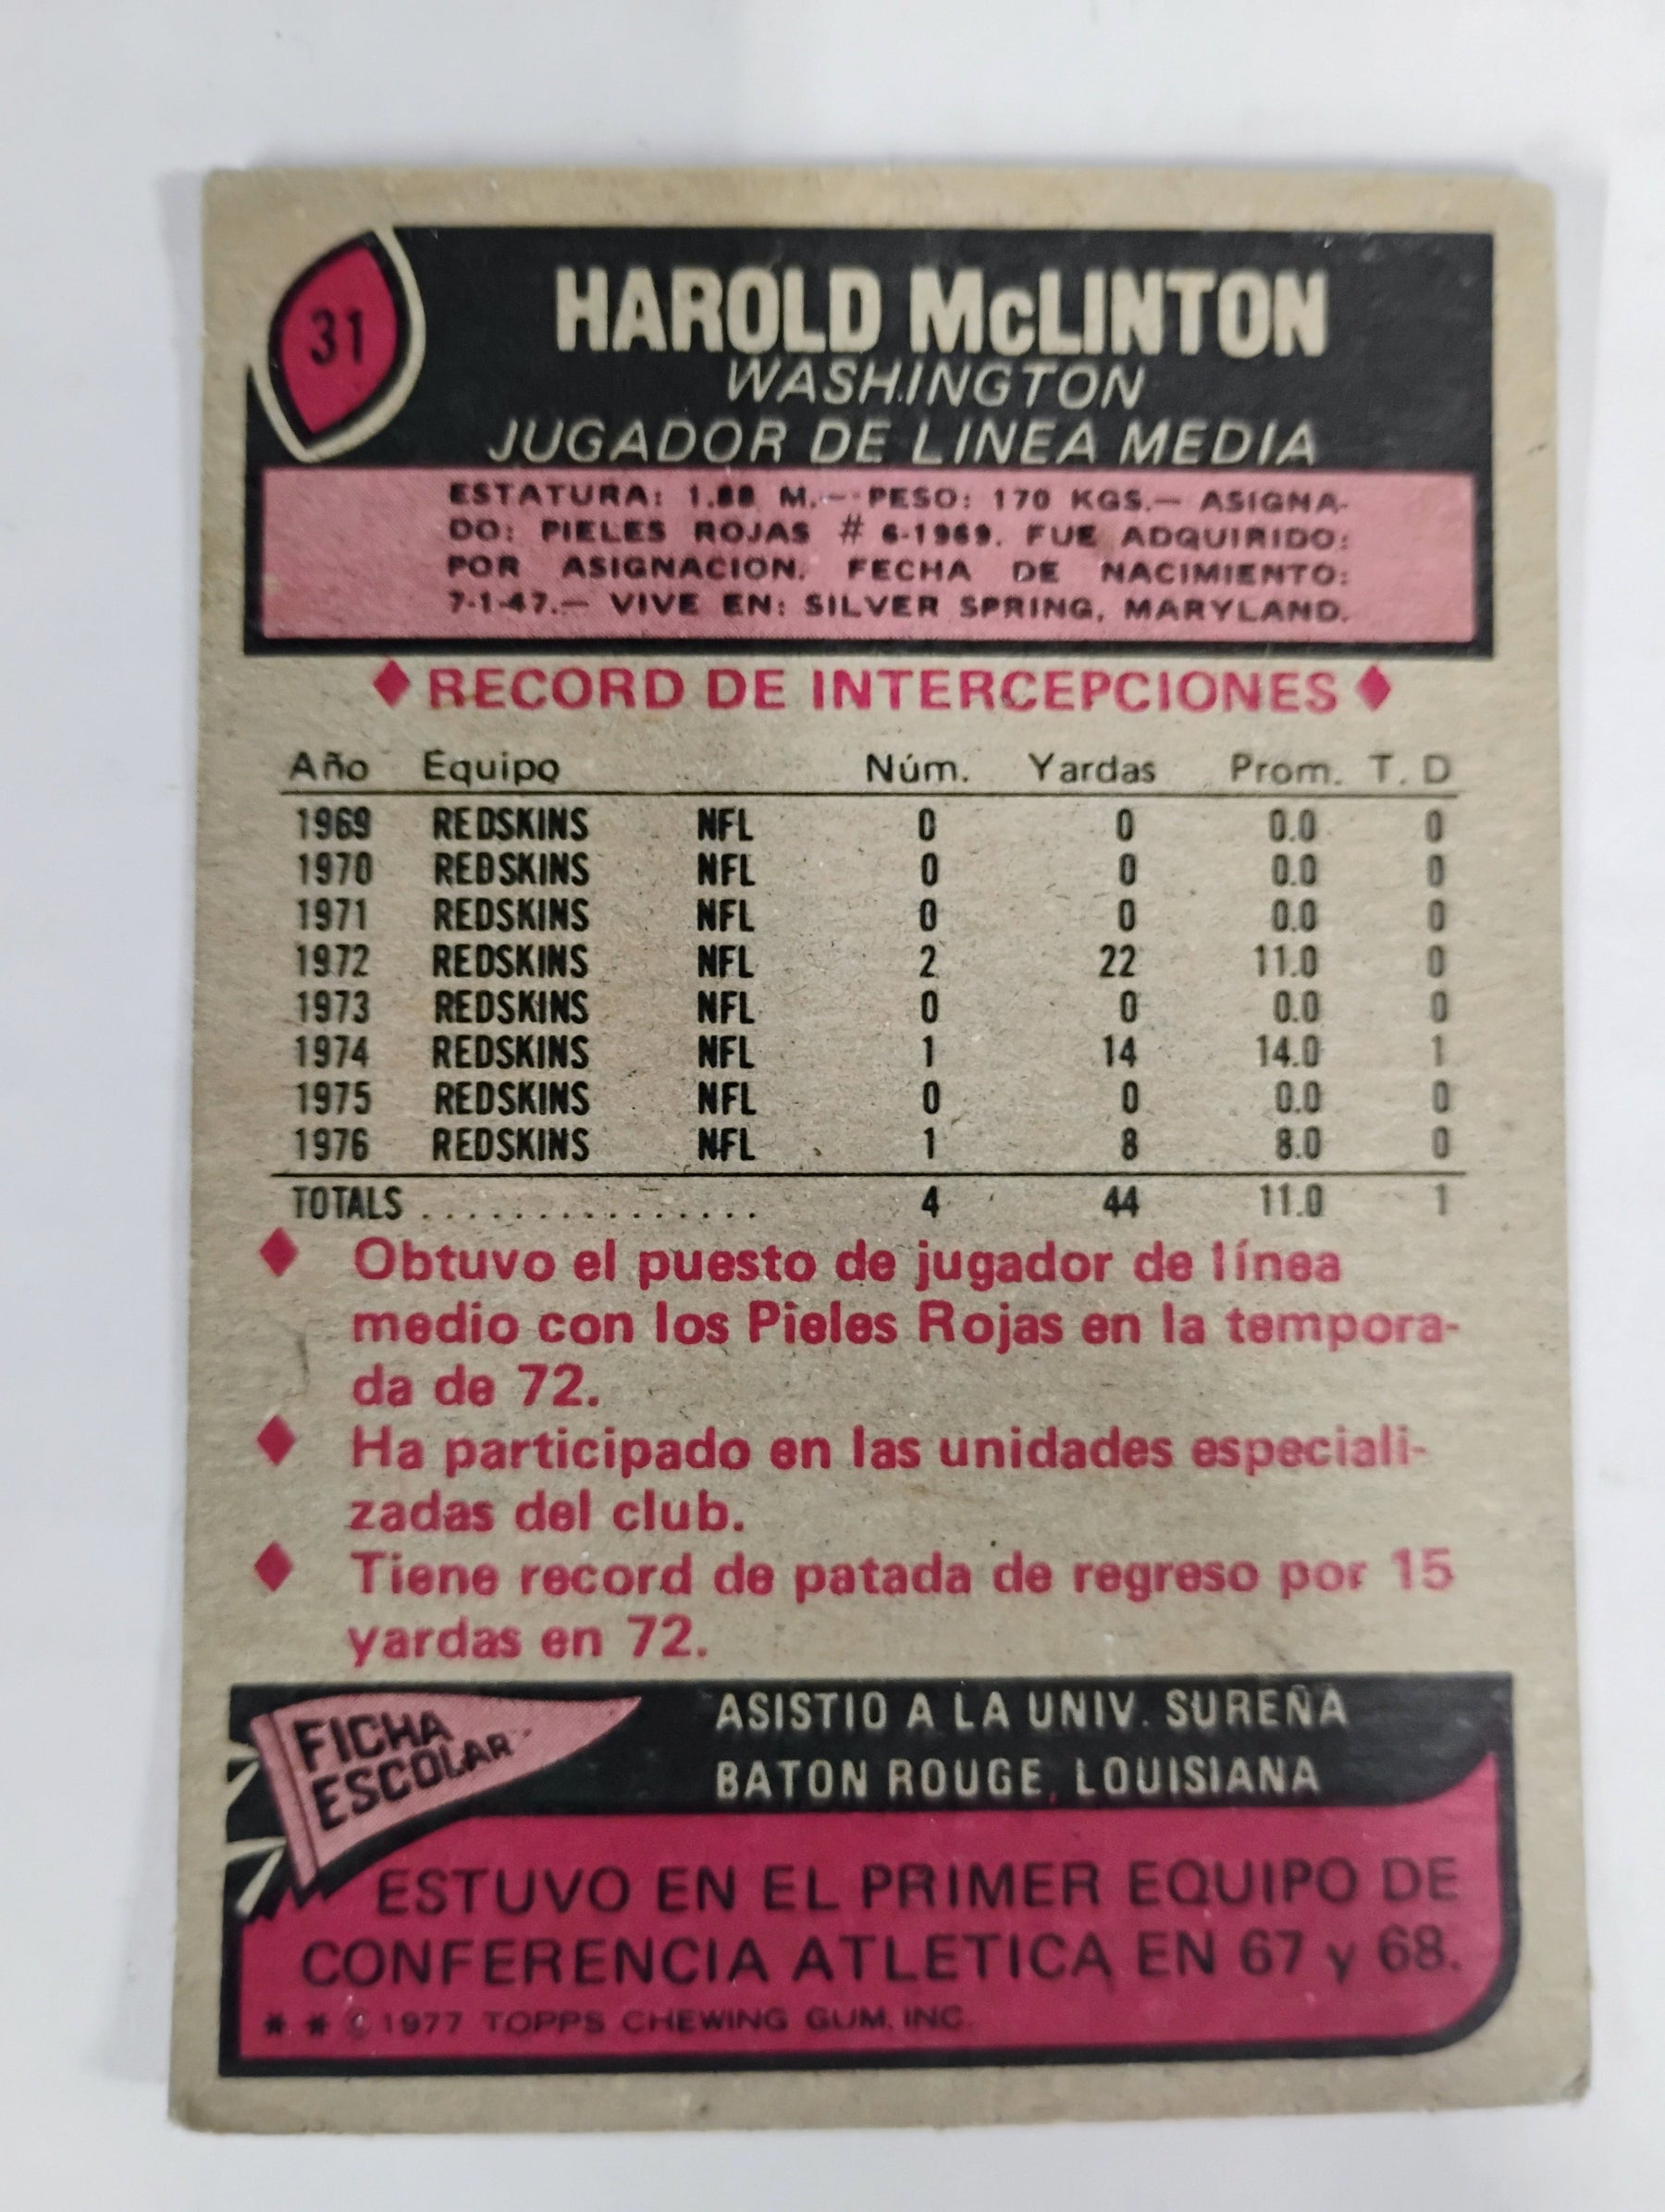 31
HAROLD McLINTON
WASHINGTON
JUGADOR DE LINEA MEDIA
ESTATURA: 1.88 M.— PESO: 170 KGS.— ASIGNA-
DO: PIELES ROJAS # 6-1969. FUE ADQUIRIDO:
POR ASIGNACION. FECHA DE NACIMIENTO:
7-1-47.— VIVE EN: SILVER SPRING, MARYLAND.
♦ RECORD DE INTERCEPCIONES ♦
Año Equipo Núm. Yardas Prom. T. D
1969 REDSKINS NFL 0 0 0.0 0
1970 REDSKINS NFL 0 0 0.0 0
1971 REDSKINS NFL 0 0 0.0 0
1972 REDSKINS NFL 2 22 11.0 0
1973 REDSKINS NFL 0 0 0.0 0
1974 REDSKINS NFL 1 14 14.0 1
1975 REDSKINS NFL 0 0 0.0 0
1976 REDSKINS NFL 1 8 8.0 0
TOTALS ................ 4 44 11.0 1
♦ Obtuvo el puesto de jugador de línea
medio con los Pieles Rojas en la tempora-
da de 72.
♦ Ha participado en las unidades especiali-
zadas del club.
♦ Tiene record de patada de regreso por 15
yardas en 72.
FICHA
ESCOLAR
ASISTIO A LA UNIV. SUREÑA
BATON ROUGE, LOUISIANA
ESTUVO EN EL PRIMER EQUIPO DE
CONFERENCIA ATLETICA EN 67 y 68.
* * © 1977 TOPPS CHEWING GUM, INC.